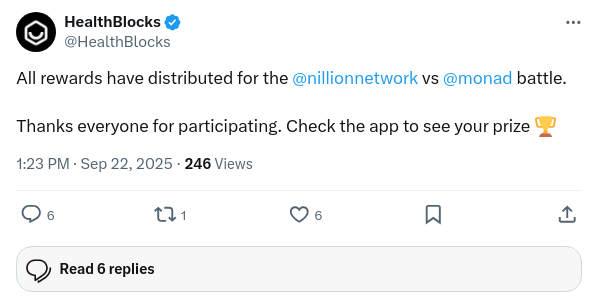 HealthBlocks
@HealthBlocks
All rewards have distributed for the @nillionnetwork vs @monad battle.
Thanks everyone for participating. Check the app to see your prize 🏆
1:23 PM · Sep 22, 2025 · 246 Views
6 1 6
Read 6 replies